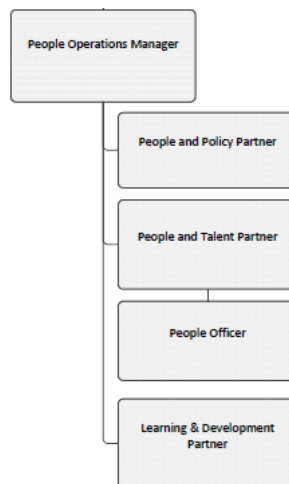 People Operations Manager
People and Policy Partner
People and Talent Partner
People Officer
Learning & Development
Partner